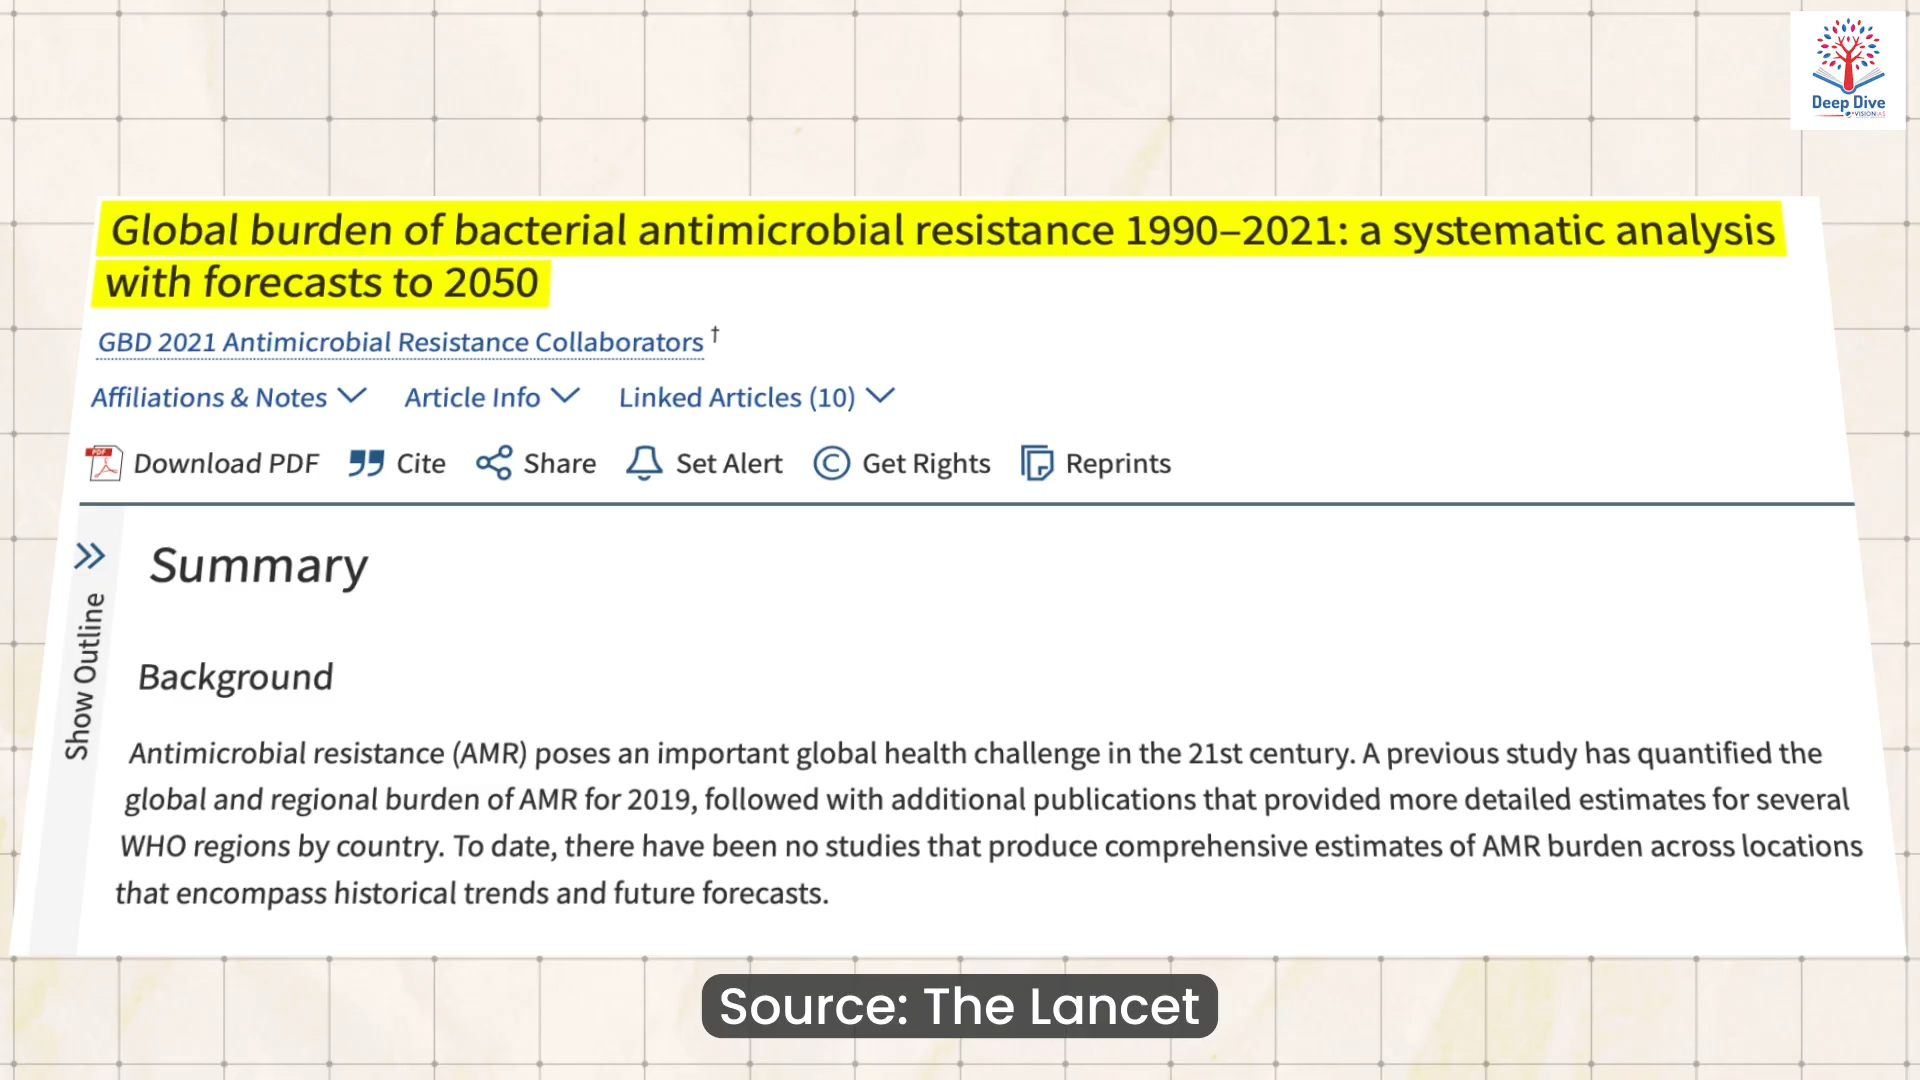 Deep Dive
VISIONIAS
Global burden of bacterial antimicrobial resistance 1990–2021: a systematic analysis
with forecasts to 2050
GBD 2021 Antimicrobial Resistance Collaborators †
Affiliations & Notes
Article Info
Linked Articles (10)
PDF
Download PDF
Cite
Share
Set Alert
Get Rights
Reprints
Show Outline
Summary
Background
Antimicrobial resistance (AMR) poses an important global health challenge in the 21st century. A previous study has quantified the
global and regional burden of AMR for 2019, followed with additional publications that provided more detailed estimates for several
WHO regions by country. To date, there have been no studies that produce comprehensive estimates of AMR burden across locations
that encompass historical trends and future forecasts.
Source: The Lancet